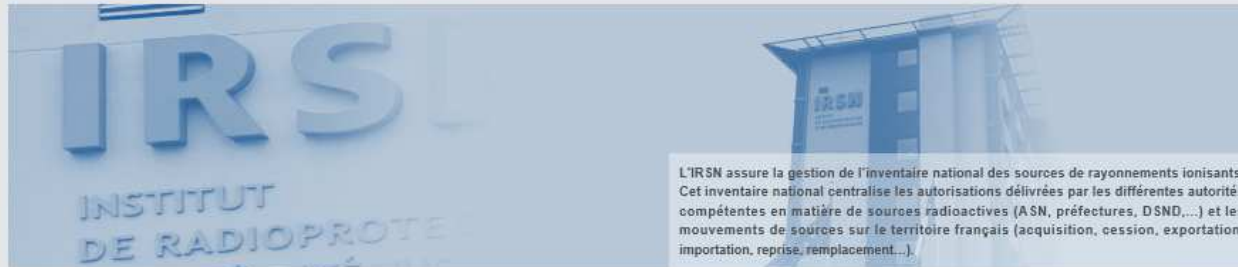 IRS
INSTITUT
DE RADIOPROTE
IRSN
L'IRSN assure la gestion de l'inventaire national des sources de rayonnements ionisants
Cet inventaire national centralise les autorisations délivrées par les différentes autorité
compétentes en matière de sources radioactives (ASN, préfectures, DSND,...) et le
mouvements de sources sur le territoire français (acquisition, cession, exportation
importation, reprise, remplacement...).